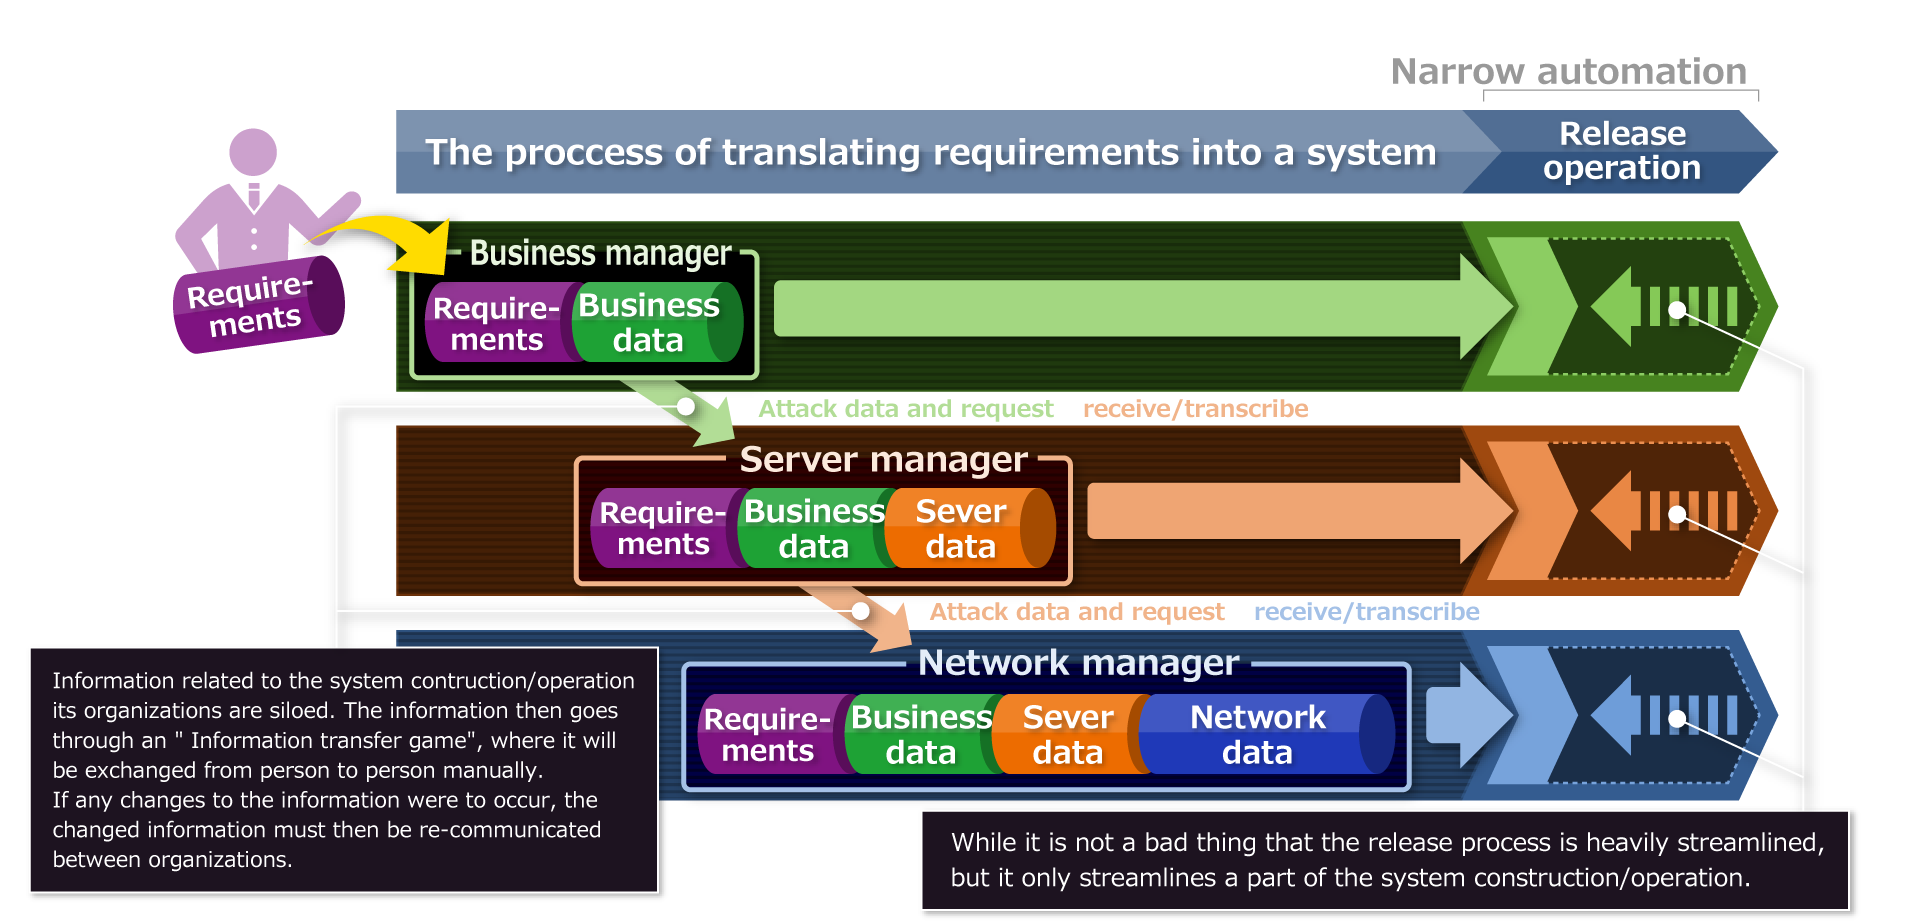 Narrow automation
The proccess of translating requirements into a system
Release
operation
Require-
ments
Business manager
Require-
ments
Business
data
Attack data and request receive/transcribe
Server manager
Require-
ments
Business
data
Sever
data
Attack data and request receive/transcribe
Network manager
Require-
ments
Business
data
Sever
data
Network
data
Information related to the system contruction/operation
its organizations are siloed. The information then goes
through an " Information transfer game", where it will
be exchanged from person to person manually.
If any changes to the information were to occur, the
changed information must then be re-communicated
between organizations.
While it is not a bad thing that the release process is heavily streamlined,
but it only streamlines a part of the system construction/operation.